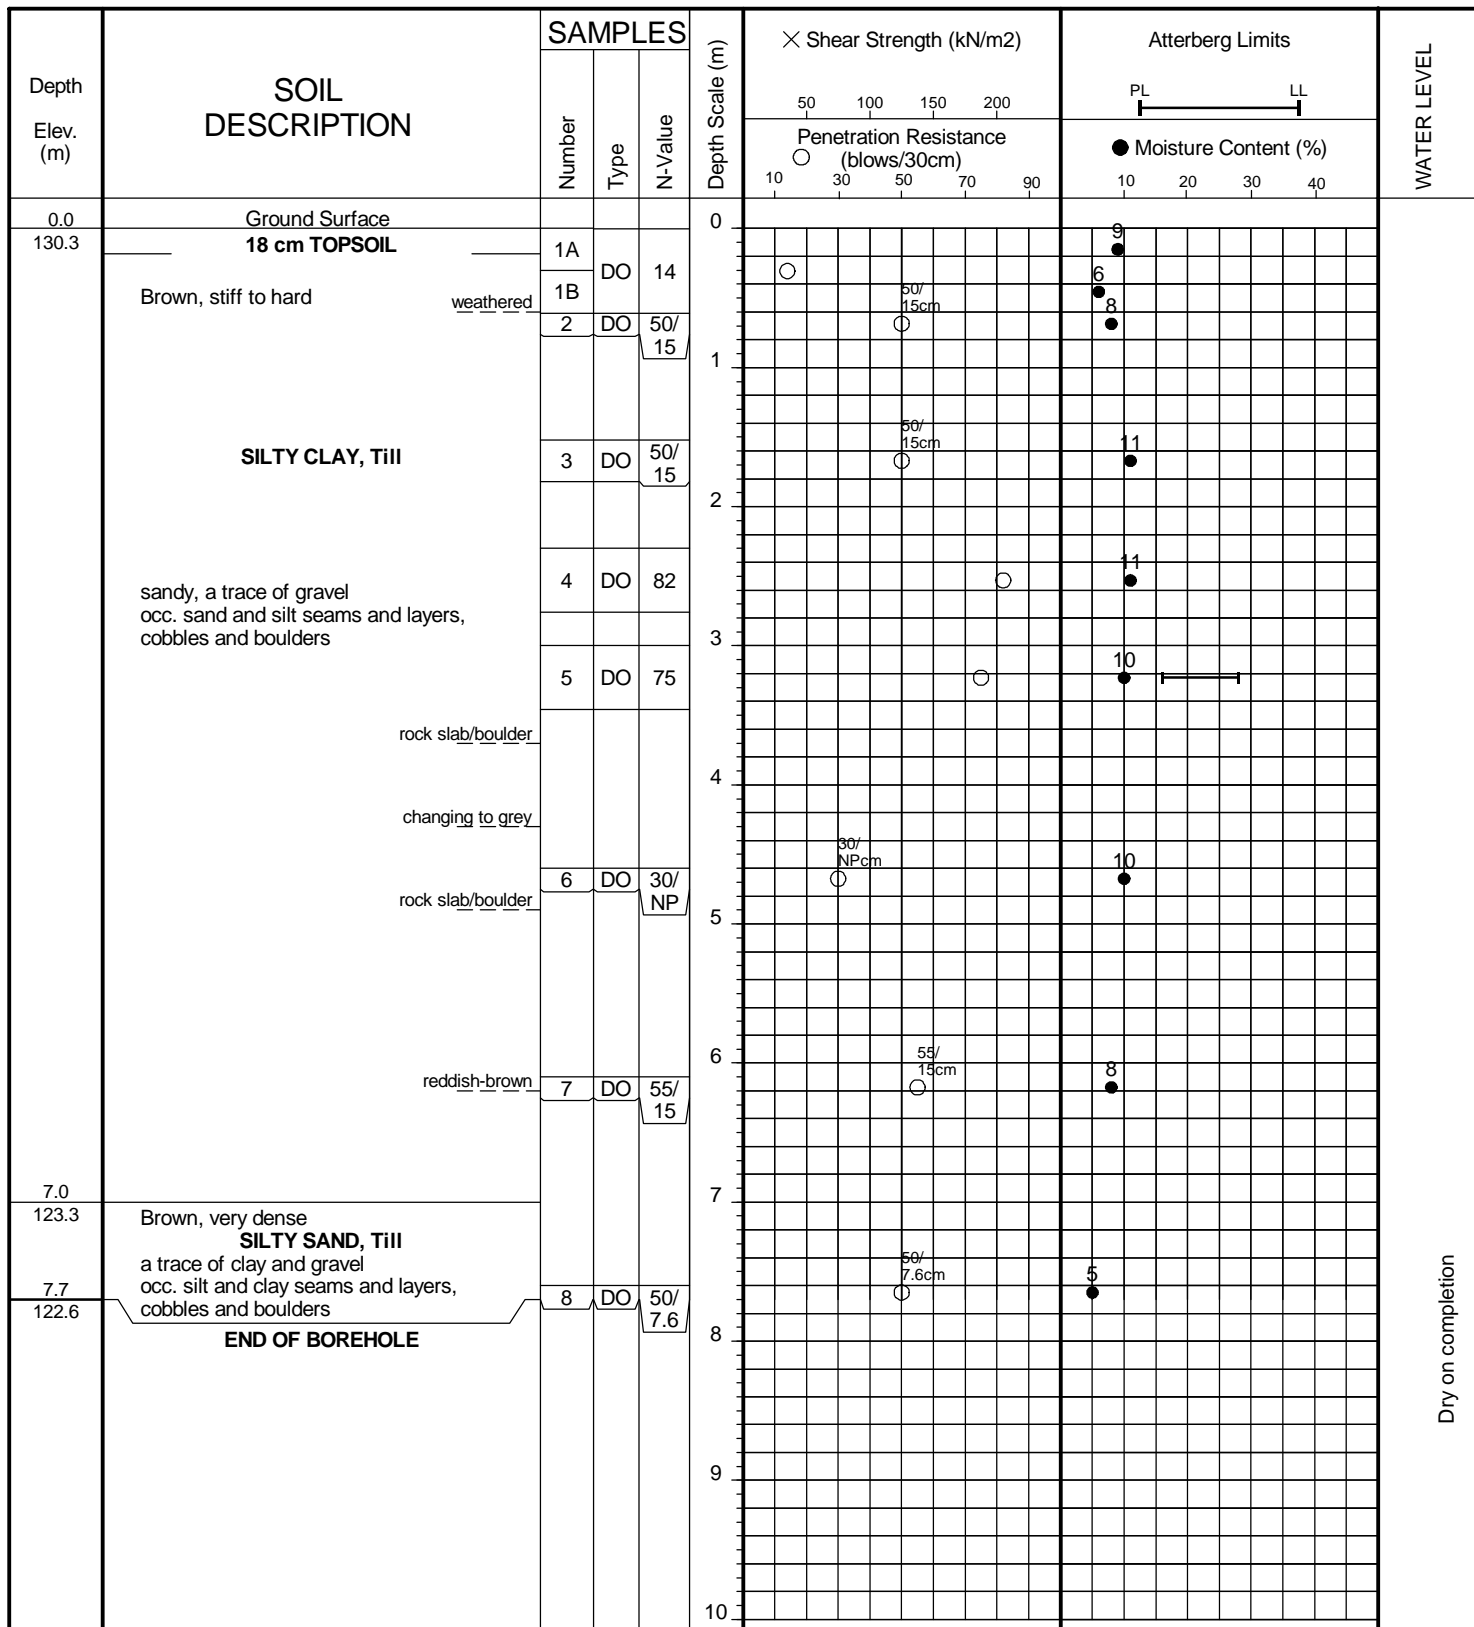 Depth
Elev.
(m)
SOIL
DESCRIPTION
SAMPLES
Number
Type
N-Value
Depth Scale (m)
Shear Strength (kN/m2)
50 100 150 200
Penetration Resistance
(blows/30cm)
10 30 50 70 90
Atterberg Limits
PL LL
Moisture Content (%)
10 20 30 40
WATER LEVEL
0.0 Ground Surface 0
130.3 18 cm TOPSOIL 9
1A
DO 14
6
Brown, stiff to hard weathered 1B 50/
15cm 8
2 DO 50/
15
1
50/
15cm 11
SILTY CLAY, Till 3 DO 50/
15
2
11
4 DO 82
sandy, a trace of gravel
occ. sand and silt seams and layers,
cobbles and boulders
3
10
5 DO 75
rock slab/boulder
4
changing to grey
30/
NPcm 10
6 DO 30/
NP
rock slab/boulder
5
6
55/
15cm 8
reddish-brown
7 DO 55/
15
7.0 7
123.3 Brown, very dense
SILTY SAND, Till
a trace of clay and gravel
occ. silt and clay seams and layers,
cobbles and boulders
50/
7.6cm 5
7.7
122.6
8 DO 50/
7.6
END OF BOREHOLE 8
Dry on completion
9
10